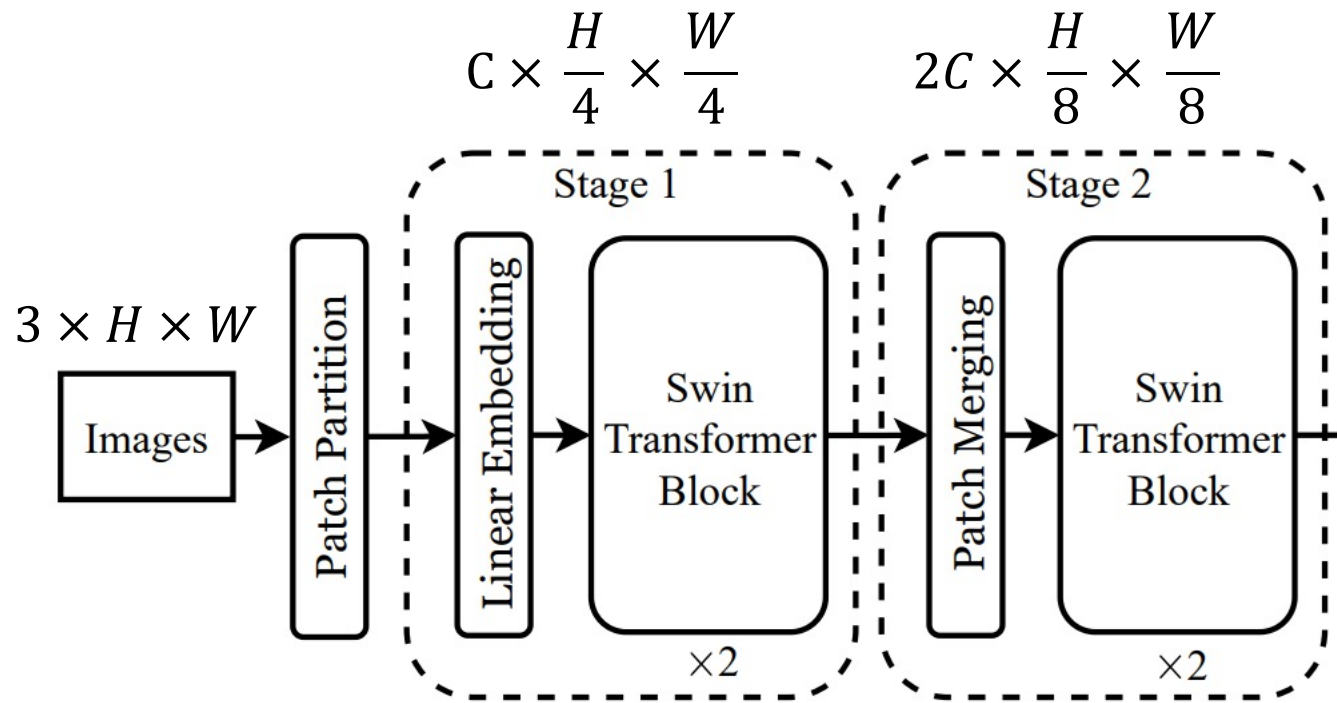 C × H/4 × W/4
2C × H/8 × W/8
Stage 1
Stage 2
3 × H × W
Images
Patch Partition
Linear Embedding
Swin
Transformer
Block
×2
Patch Merging
Swin
Transformer
Block
×2